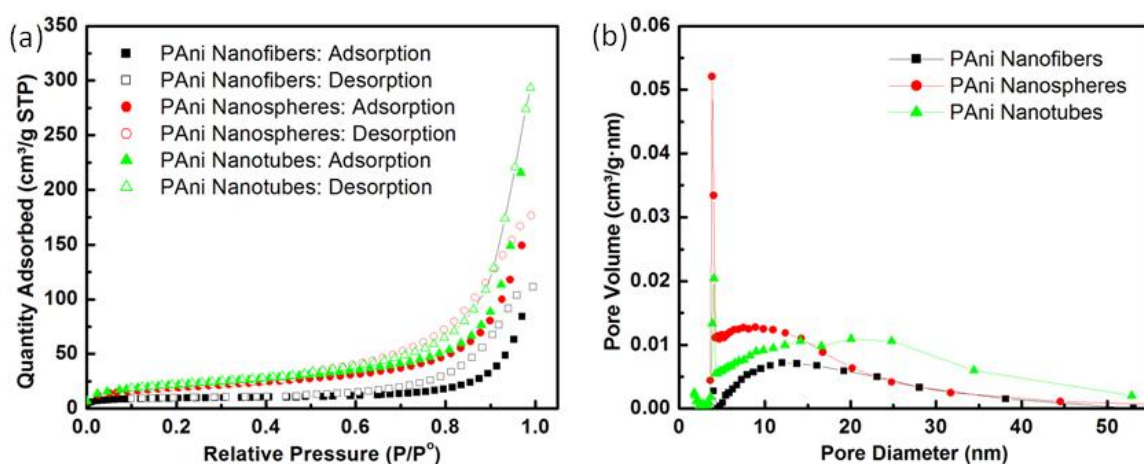 (a)
350
300
250
200
150
100
50
0
Quantity Adsorbed (cm³/g STP)
PAni Nanofibers: Adsorption
PAni Nanofibers: Desorption
PAni Nanospheres: Adsorption
PAni Nanospheres: Desorption
PAni Nanotubes: Adsorption
PAni Nanotubes: Desorption
0.0 0.2 0.4 0.6 0.8 1.0
Relative Pressure (P/P°)
(b)
0.06
0.05
0.04
0.03
0.02
0.01
0.00
Pore Volume (cm³/g·nm)
PAni Nanofibers
PAni Nanospheres
PAni Nanotubes
0 10 20 30 40 50
Pore Diameter (nm)